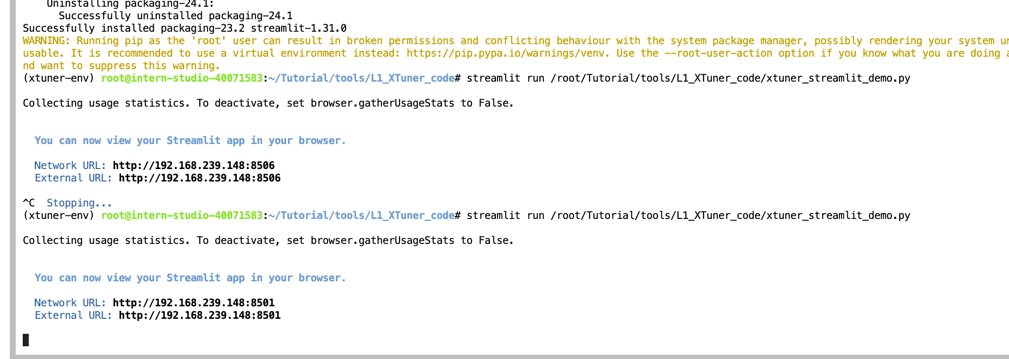 Uninstalling packaging-24.1:
Successfully uninstalled packaging-24.1
Successfully installed packaging-23.2 streamlit-1.31.0
WARNING: Running pip as the 'root' user can result in broken permissions and conflicting behaviour with the system package manager, possibly rendering your system
usable. It is recommended to use a virtual environment instead: https://pip.pypa.io/warnings/venv. Use the --root-user-action option if you know what you are doing a
nd want to suppress this warning.
(xtuner-env) root@intern-studio-40071583:~/Tutorial/tools/L1_XTuner_code# streamlit run /root/Tutorial/tools/L1_XTuner_code/xtuner_streamlit_demo.py
Collecting usage statistics. To deactivate, set browser.gatherUsageStats to False.
You can now view your Streamlit app in your browser.
Network URL: http://192.168.239.148:8506
External URL: http://192.168.239.148:8506
^C  Stopping...
(xtuner-env) root@intern-studio-40071583:~/Tutorial/tools/L1_XTuner_code# streamlit run /root/Tutorial/tools/L1_XTuner_code/xtuner_streamlit_demo.py
Collecting usage statistics. To deactivate, set browser.gatherUsageStats to False.
You can now view your Streamlit app in your browser.
Network URL: http://192.168.239.148:8501
External URL: http://192.168.239.148:8501